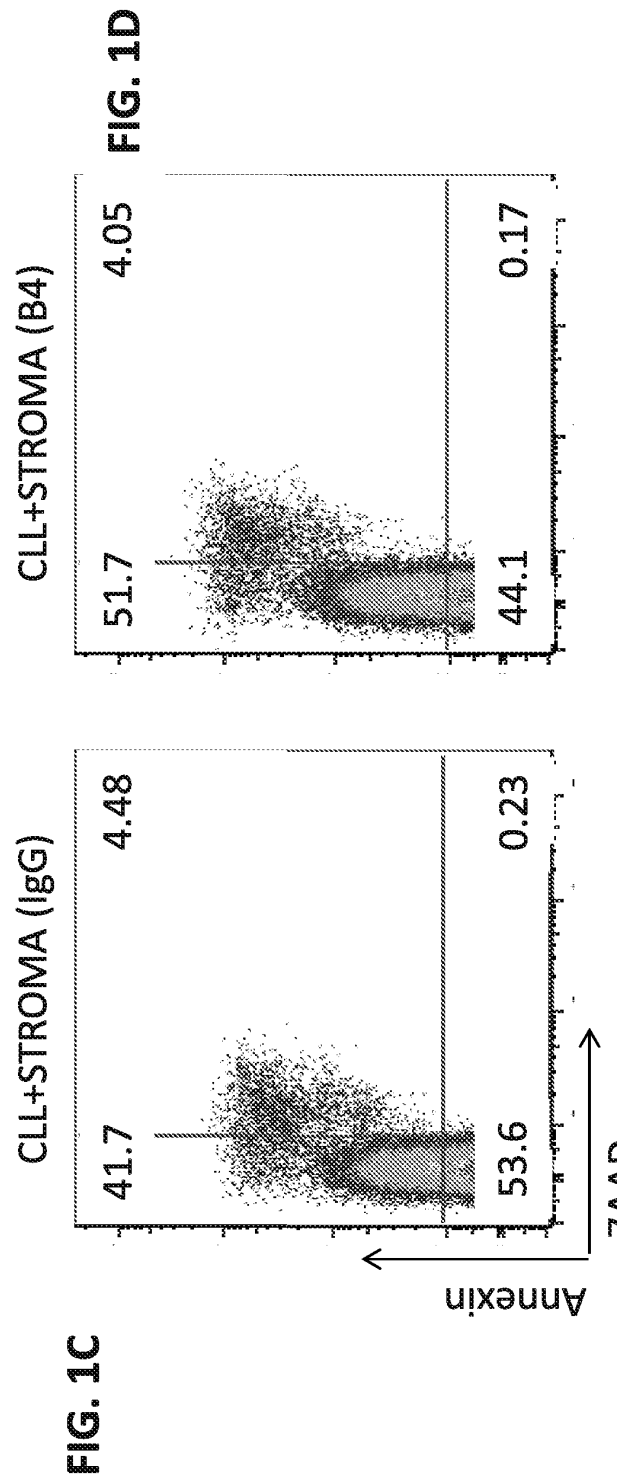 FIG. 1C
CLL+STROMA (IgG)
41.7
4.48
53.6
0.23
Annexin
7AAD
CLL+STROMA (B4)
51.7
4.05
44.1
0.17
FIG. 1D